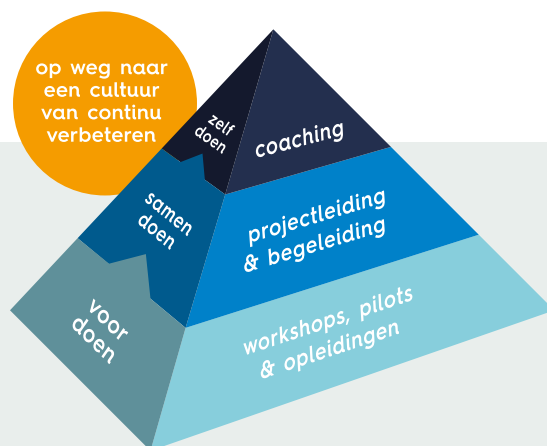 op weg naar
een cultuur
van continu
verbeteren
zelf
doen
coaching
samen
doen
projectleiding
& begeleiding
voor
doen
workshops, pilots
& opleidingen